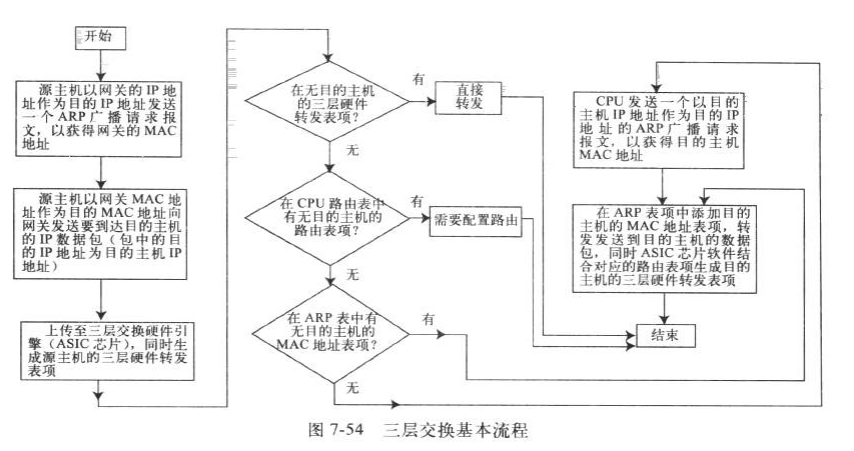 开始
源主机以网关的 IP 地
址作为目的 IP 地址发送
一个 ARP 广播请求报
文，以获得网关的 MAC
地址
源主机以网关 MAC 地
址作为目的 MAC 地址向
网关发送要到达目的主机
的 IP 数据包（包中的目
的 IP 地址为目的主机 IP
地址）
上传至三层交换硬件引
擎（ASIC 芯片），同时生
成源主机的三层硬件转发
表项
在无目的主机
的三层硬件
转发表项？
有
直接
转发
无
在 CPU 路由表中
有无目的主机的
路由表项？
有
需要配置路由
无
在 ARP 表中有
无目的主机的
MAC 地址表项？
有
无
CPU 发送一个以目的
主机 IP 地址作为目的 IP
地址的 ARP 广播请求
报文，以获得目的主机
MAC 地址
在 ARP 表项中添加目的
主机的 MAC 地址表项，转
发发送到目的主机的数据
包，同时 ASIC 芯片软件结
合对应的路由表项生成目的
主机的三层硬件转发表项
结束
图 7-54 三层交换基本流程